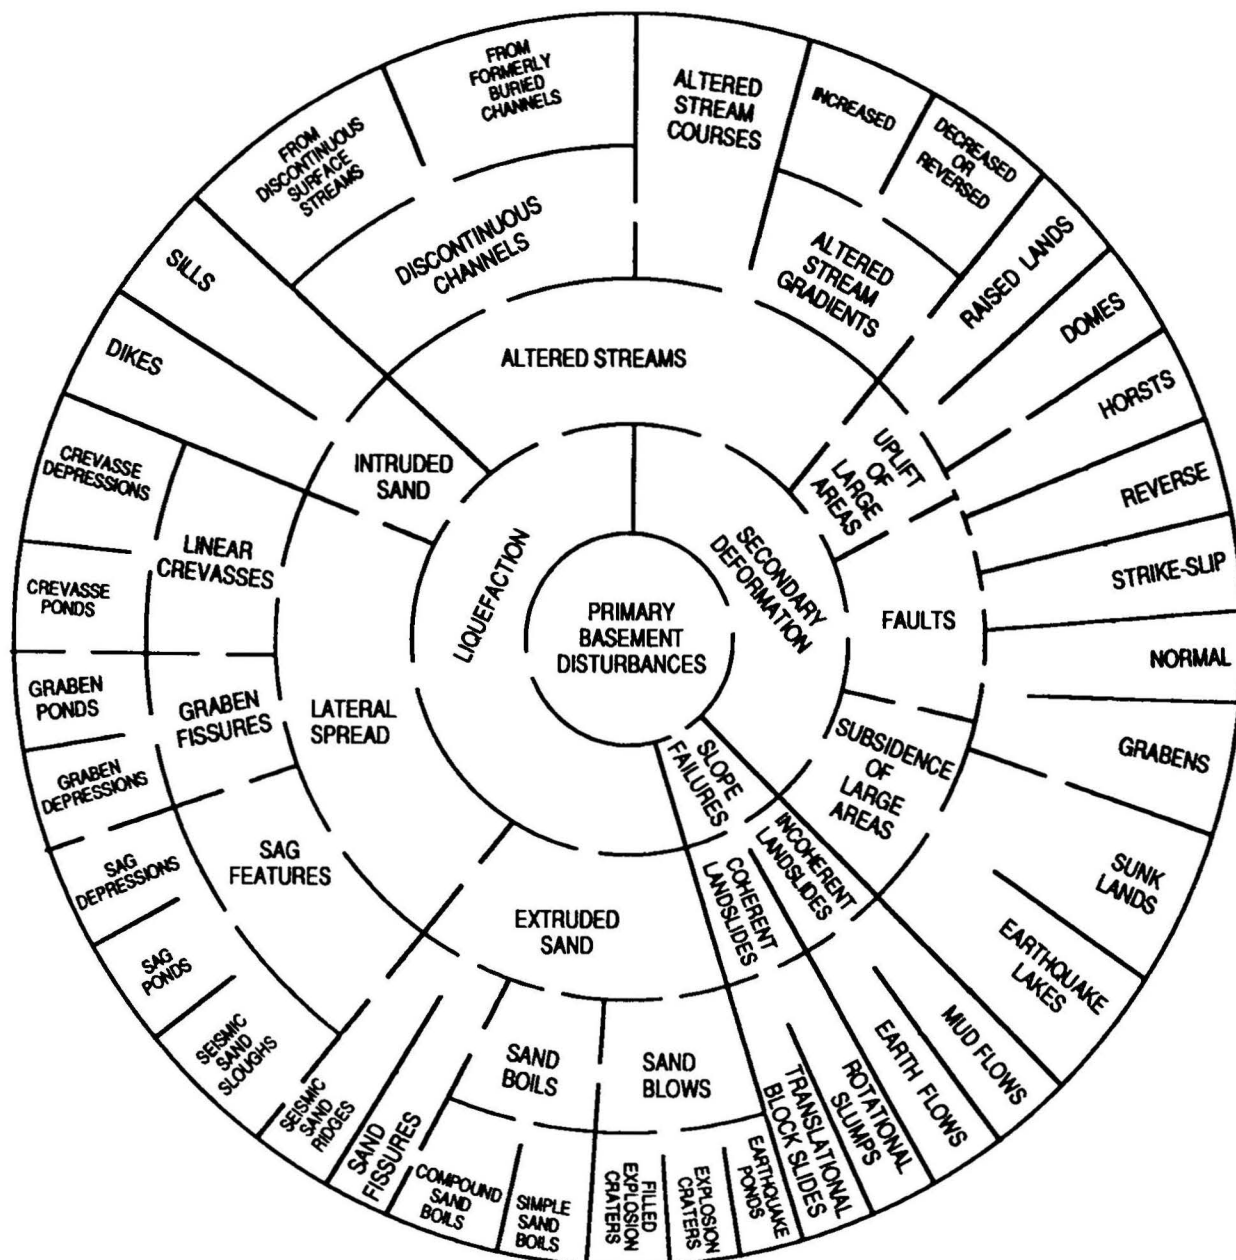 PRIMARY
BASEMENT
DISTURBANCES
LIQUEFACTION
SECONDARY
DEFORMATION
SLOPE
FAILURES
ALTERED STREAMS
UPLIFT
OF
LARGE
AREAS
FAULTS
SUBSIDENCE
OF
LARGE
AREAS
INCOHERENT
LANDSLIDES
COHERENT
LANDSLIDES
EXTRUDED
SAND
LATERAL
SPREAD
INTRUDED
SAND
DISCONTINUOUS
CHANNELS
ALTERED
STREAM
COURSES
ALTERED
STREAM
GRADIENTS
FROM
FORMERLY
BURIED
CHANNELS
INCREASED
DECREASED
OR
REVERSED
RAISED LANDS
DOMES
HORSTS
REVERSE
STRIKE-SLIP
NORMAL
GRABENS
SUNK
LANDS
EARTHQUAKE
LAKES
MUD FLOWS
EARTH FLOWS
ROTATIONAL
SLUMPS
TRANSLATIONAL
BLOCK SLIDES
SAND
BLOWS
EARTHQUAKE
PONDS
EXPLOSION
CRATERS
FILLED
EXPLOSION
CRATERS
SAND
BOILS
SIMPLE
SAND
BOILS
COMPOUND
SAND
BOILS
SAND
FISSURES
SEISMIC
SAND
RIDGES
SAG
FEATURES
SEISMIC
SAND
SLOUGHS
SAG
PONDS
SAG
DEPRESSIONS
GRABEN
FISSURES
GRABEN
DEPRESSIONS
GRABEN
PONDS
LINEAR
CREVASSES
CREVASSE
PONDS
CREVASSE
DEPRESSIONS
DIKES
SILLS
FROM
DISCONTINUOUS
SURFACE
STREAMS